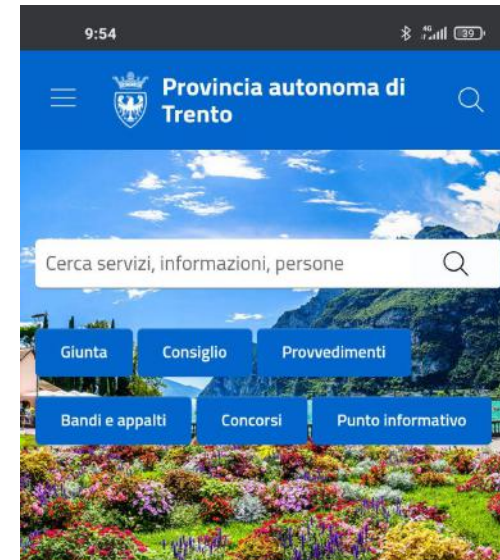 9:54
4G
39
Provincia autonoma di
Trento
Cerca servizi, informazioni, persone
Giunta Consiglio Provvedimenti
Bandi e appalti Concorsi Punto informativo